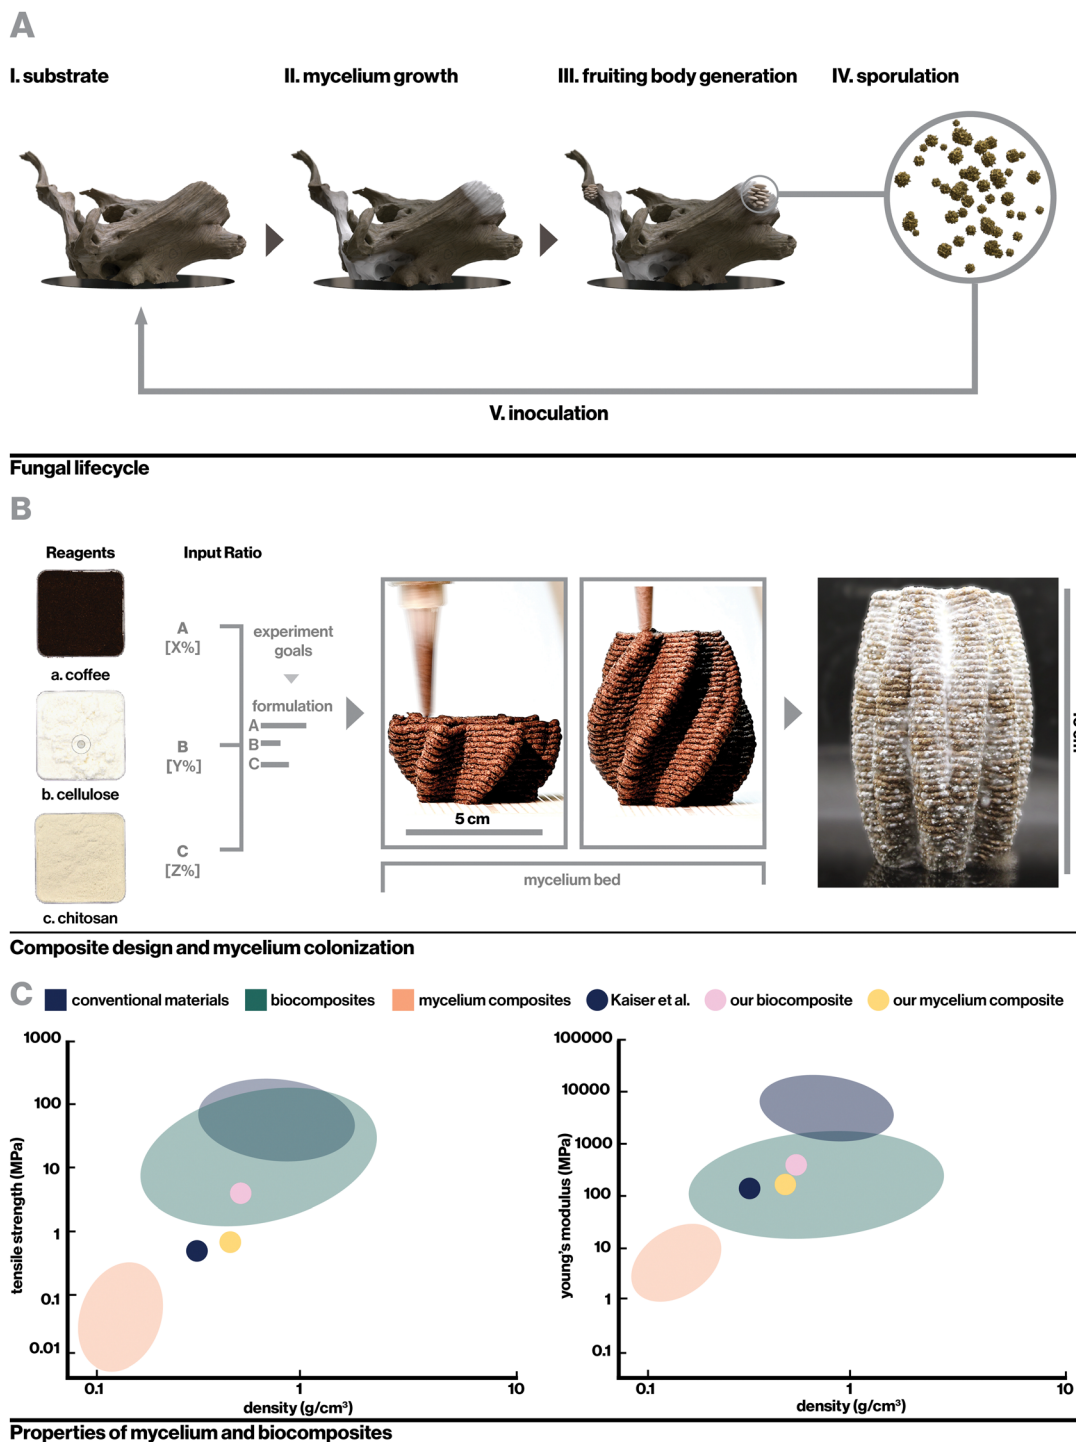 A
I. substrate
II. mycelium growth
III. fruiting body generation
IV. sporulation
V. inoculation
Fungal lifecycle
B
Reagents
Input Ratio
A
[X%]
a. coffee
B
[Y%]
b. cellulose
C
[Z%]
c. chitosan
experiment
goals
formulation
A
B
C
5 cm
mycelium bed
Composite design and mycelium colonization
C
conventional materials
biocomposites
mycelium composites
Kaiser et al.
our biocomposite
our mycelium composite
tensile strength (MPa)
1000
100
10
1
0.1
0.01
0.1
1
10
density (g/cm³)
young's modulus (MPa)
100000
10000
1000
100
10
1
0.1
0.1
1
10
density (g/cm³)
Properties of mycelium and biocomposites